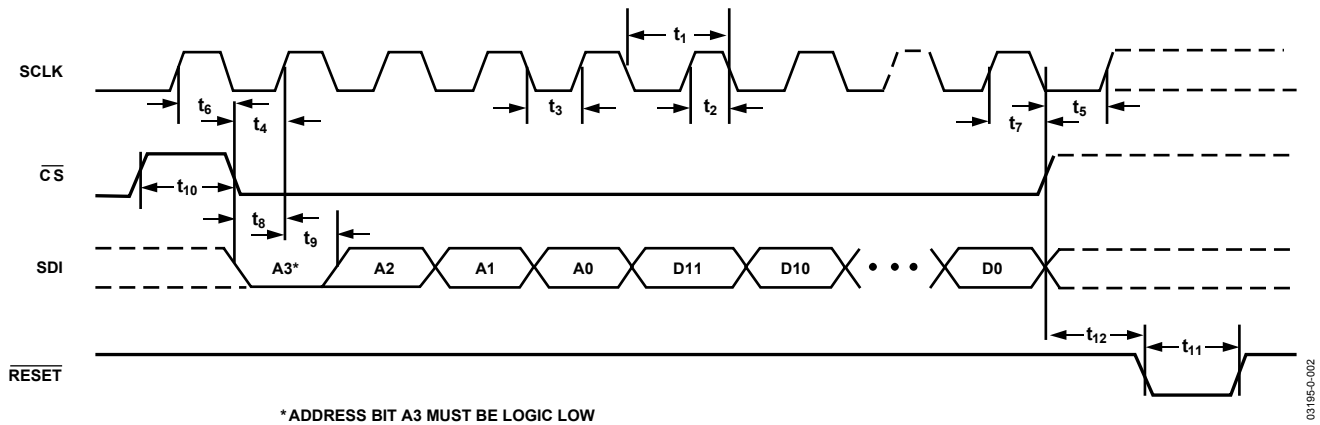 t1
SCLK
t6
t3
t2
t4
t7
t5
CS
t10
t8
t9
SDI
A3*
A2
A1
A0
D11
D10
D0
t12
t11
RESET
*ADDRESS BIT A3 MUST BE LOGIC LOW
03195-0-002